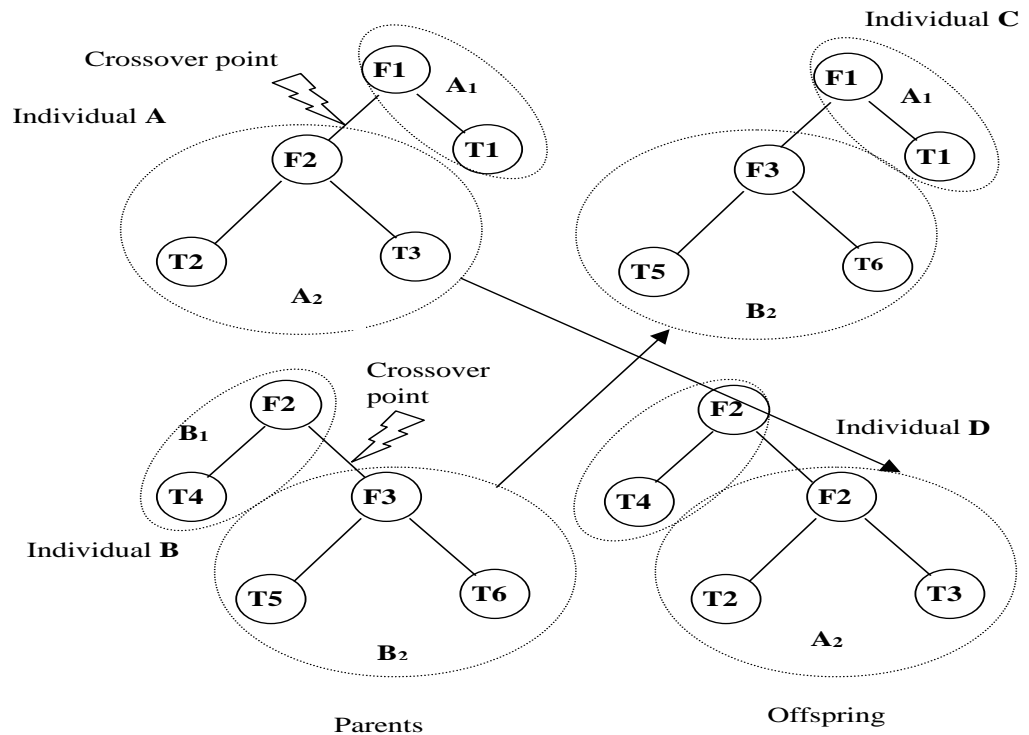 Individual C
Crossover point
F1
A1
Individual A
F2
T1
T2
T3
A2
F1
A1
T1
F3
T5
T6
B2
Crossover
point
F2
B1
T4
F3
Individual B
T5
T6
B2
F2
Individual D
T4
F2
T2
T3
A2
Parents
Offspring